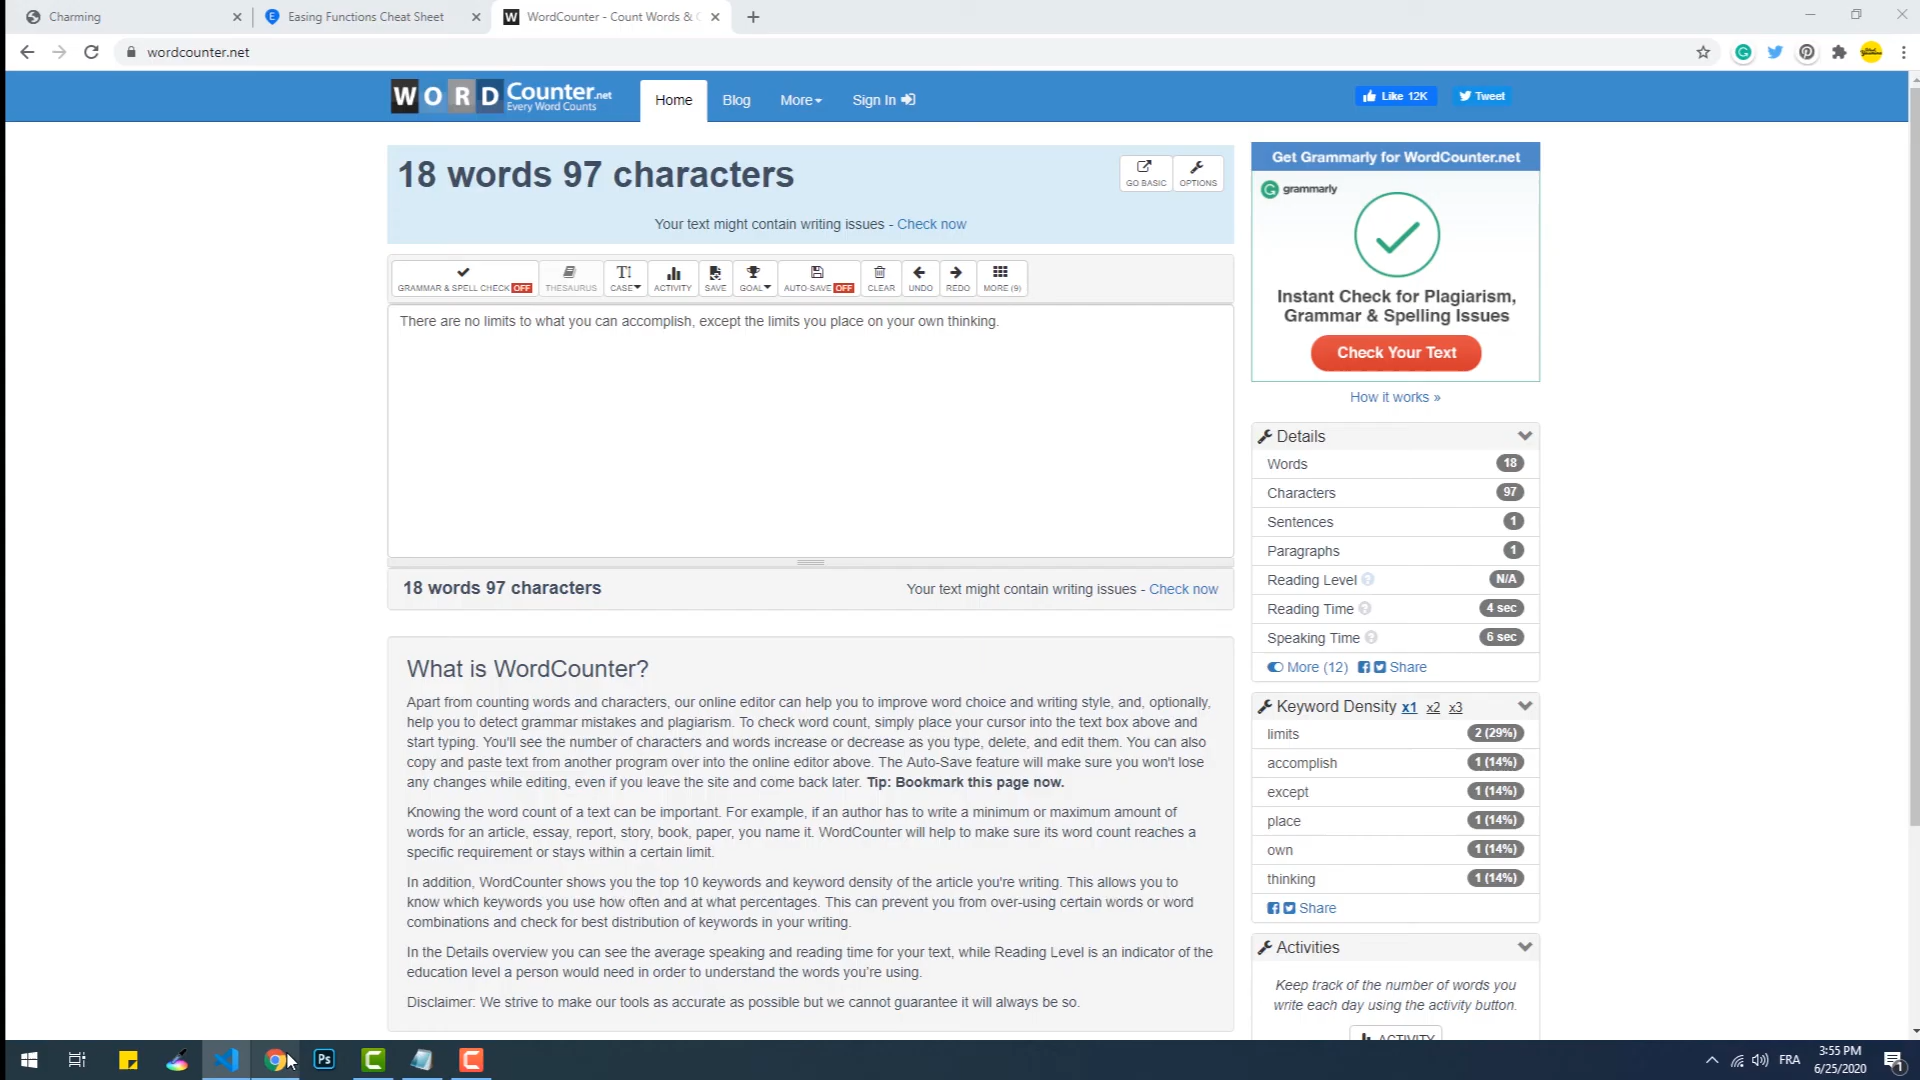 Charming
Easing Functions Cheat Sheet
WordCounter - Count Words &
wordcounter.net
WORD Counter.net
Every Word Counts
Home
Blog
More
Sign In
Like 12K
Tweet
18 words 97 characters
GO BASIC
OPTIONS
Your text might contain writing issues - Check now
GRAMMAR & SPELL CHECK OFF
THESAURUS
CASE
ACTIVITY
SAVE
GOAL
AUTO-SAVE OFF
CLEAR
UNDO
REDO
MORE (9)
There are no limits to what you can accomplish, except the limits you place on your own thinking.
18 words 97 characters
Your text might contain writing issues - Check now
What is WordCounter?
Apart from counting words and characters, our online editor can help you to improve word choice and writing style, and, optionally,
help you to detect grammar mistakes and plagiarism. To check word count, simply place your cursor into the text box above and
start typing. You'll see the number of characters and words increase or decrease as you type, delete, and edit them. You can also
copy and paste text from another program over into the online editor above. The Auto-Save feature will make sure you won't lose
any changes while editing, even if you leave the site and come back later. Tip: Bookmark this page now.
Knowing the word count of a text can be important. For example, if an author has to write a minimum or maximum amount of
words for an article, essay, report, story, book, paper, you name it. WordCounter will help to make sure its word count reaches a
specific requirement or stays within a certain limit.
In addition, WordCounter shows you the top 10 keywords and keyword density of the article you're writing. This allows you to
know which keywords you use how often and at what percentages. This can prevent you from over-using certain words or word
combinations and check for best distribution of keywords in your writing.
In the Details overview you can see the average speaking and reading time for your text, while Reading Level is an indicator of the
education level a person would need in order to understand the words you're using.
Disclaimer: We strive to make our tools as accurate as possible but we cannot guarantee it will always be so.
Get Grammarly for WordCounter.net
grammarly
Instant Check for Plagiarism,
Grammar & Spelling Issues
Check Your Text
How it works »
Details
Words 18
Characters 97
Sentences 1
Paragraphs 1
Reading Level N/A
Reading Time 4 sec
Speaking Time 6 sec
More (12) Share
Keyword Density x1 x2 x3
limits 2 (29%)
accomplish 1 (14%)
except 1 (14%)
place 1 (14%)
own 1 (14%)
thinking 1 (14%)
Share
Activities
Keep track of the number of words you
write each day using the activity button.
ACTIVITY
Ps
FRA
3:55 PM
6/25/2020
1